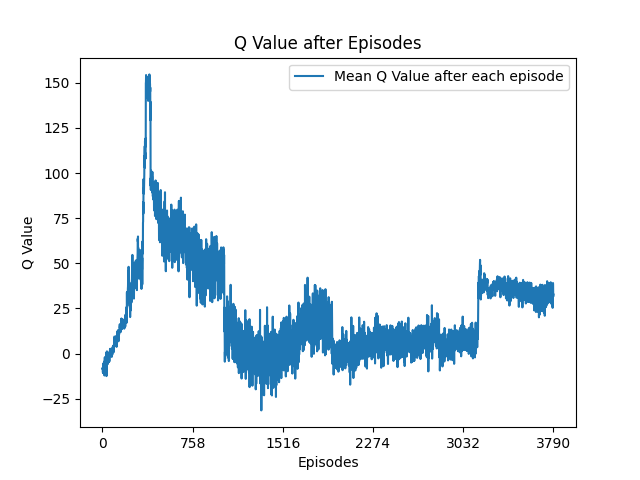 Q Value after Episodes
Mean Q Value after each episode
150
125
100
75
50
25
0
−25
Q Value
0 758 1516 2274 3032 3790
Episodes